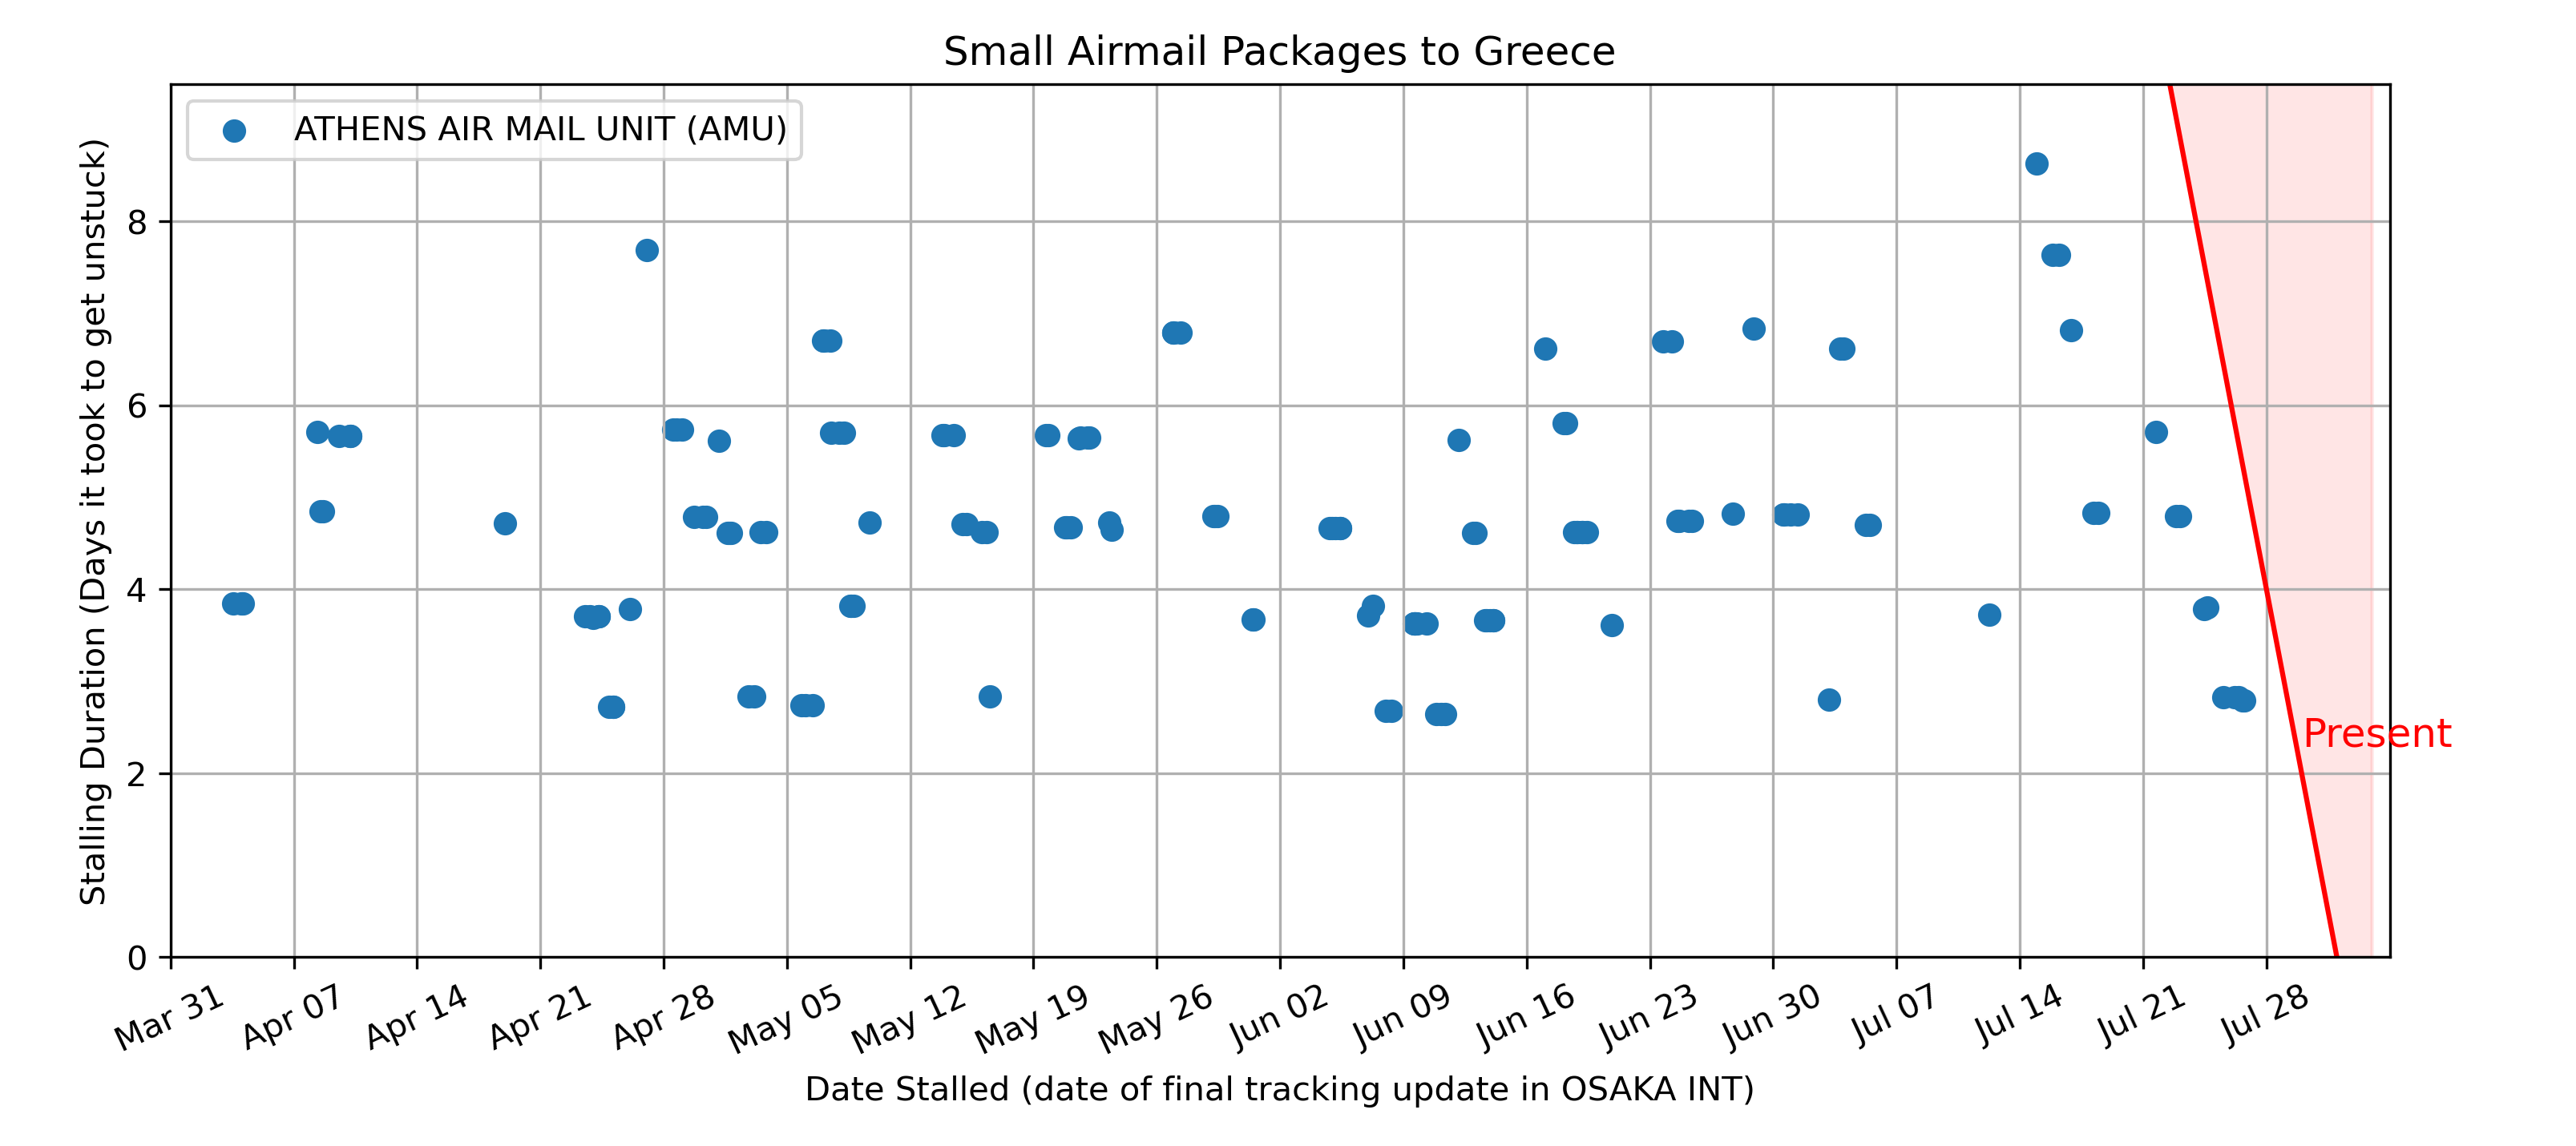 Small Airmail Packages to Greece
ATHENS AIR MAIL UNIT (AMU)
Stalling Duration (Days it took to get unstuck)
8
6
4
2
0
Present
Mar 31
Apr 07
Apr 14
Apr 21
Apr 28
May 05
May 12
May 19
May 26
Jun 02
Jun 09
Jun 16
Jun 23
Jun 30
Jul 07
Jul 14
Jul 21
Jul 28
Date Stalled (date of final tracking update in OSAKA INT)